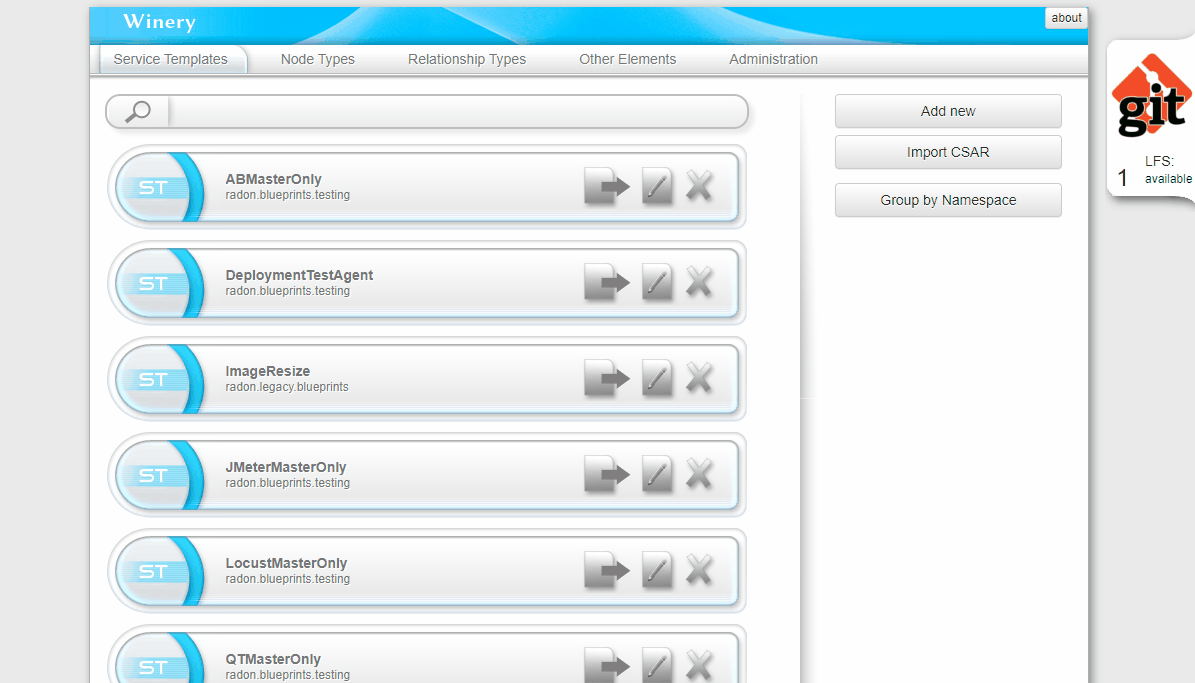 Winery
about
Service Templates Node Types Relationship Types Other Elements Administration
git
LFS:
1 available
Add new
Import CSAR
Group by Namespace
ST
ABMasterOnly
radon.blueprints.testing
ST
DeploymentTestAgent
radon.blueprints.testing
ST
ImageResize
radon.legacy.blueprints
ST
JMeterMasterOnly
radon.blueprints.testing
ST
LocustMasterOnly
radon.blueprints.testing
ST
QTMasterOnly
radon.blueprints.testing